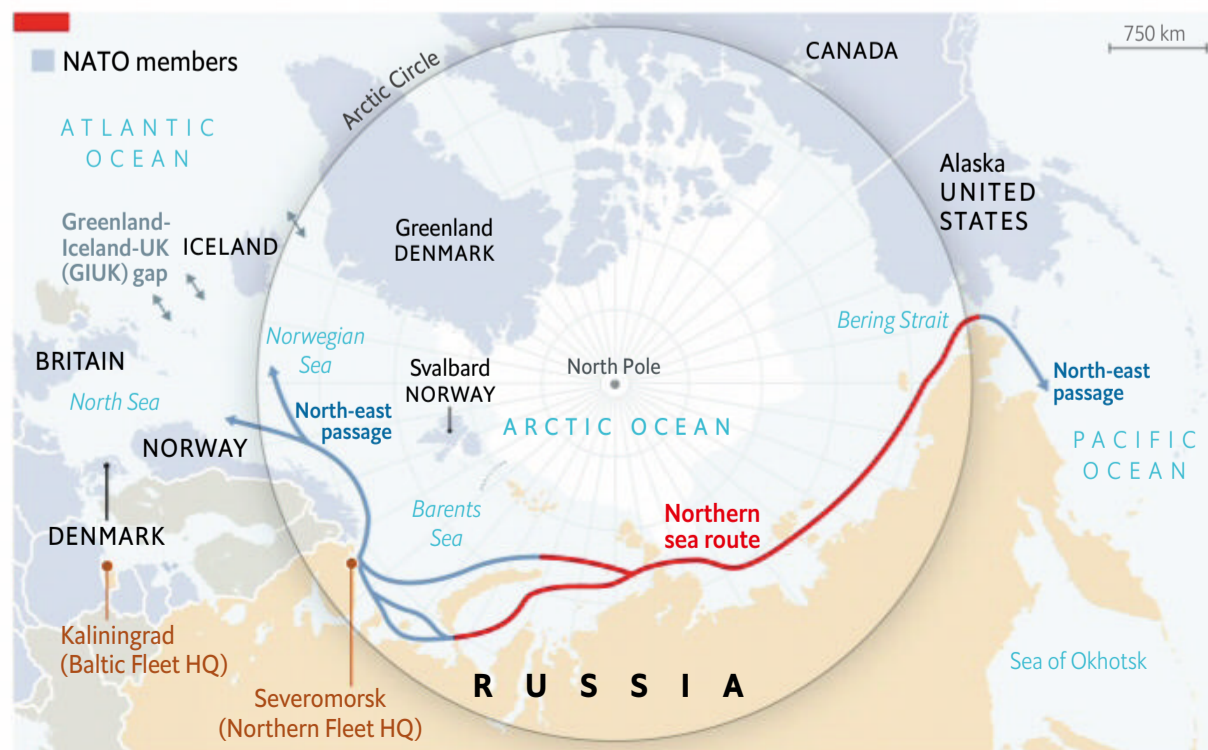 750 km
NATO members
CANADA
Arctic Circle
ATLANTIC
OCEAN
Alaska
UNITED
STATES
Greenland-
Iceland-UK
(GIUK) gap
ICELAND
Greenland
DENMARK
Bering Strait
Norwegian
Sea
BRITAIN
North Sea
Svalbard
NORWAY
North Pole
North-east
passage
North-east
passage
ARCTIC OCEAN
NORWAY
PACIFIC
OCEAN
Barents
Sea
Northern
sea route
DENMARK
Kaliningrad
(Baltic Fleet HQ)
Severomorsk
(Northern Fleet HQ)
RUSSIA
Sea of Okhotsk